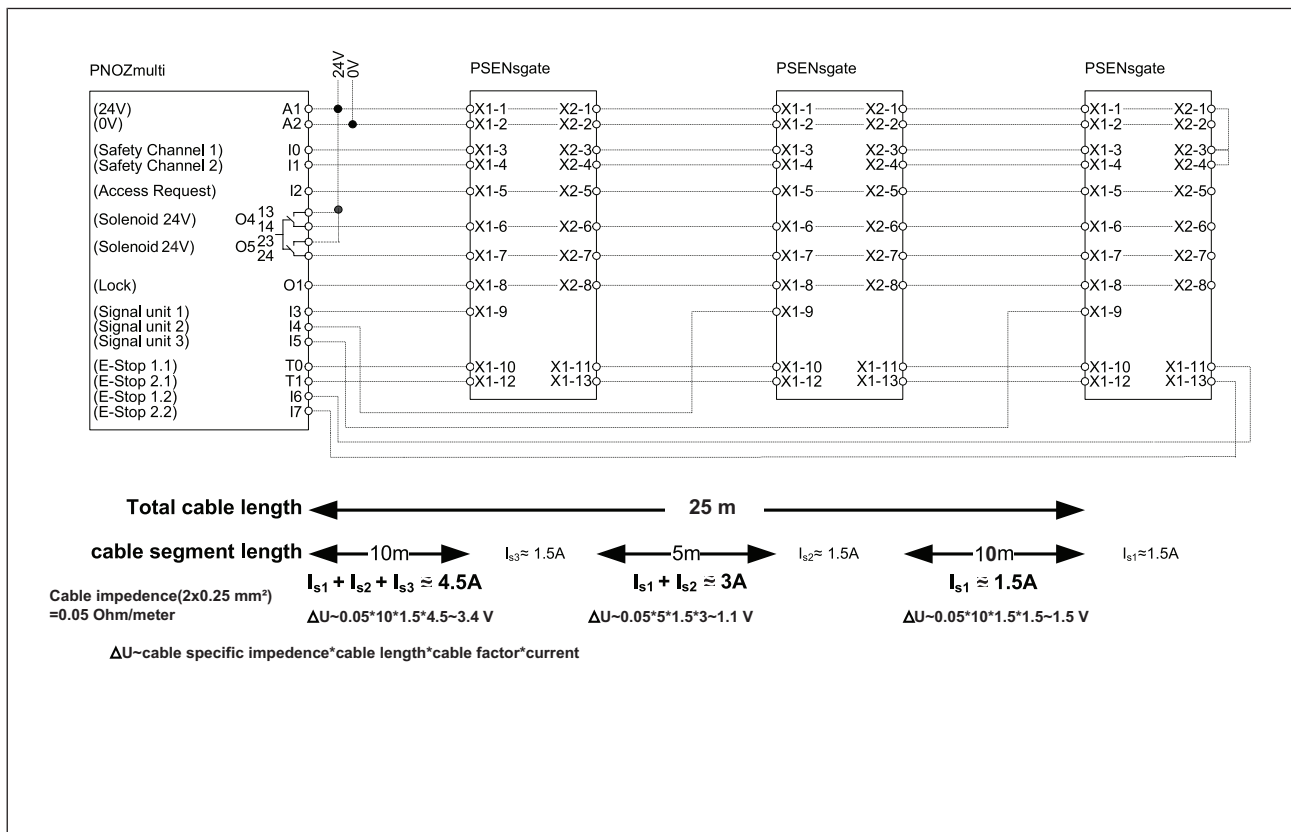 24V
0V
PNOZmulti
PSENsgate
PSENsgate
PSENsgate
(24V) A1 X1-1 X2-1 X1-1 X2-1 X1-1 X2-1
(0V) A2 X1-2 X2-2 X1-2 X2-2 X1-2 X2-2
(Safety Channel 1) I0 X1-3 X2-3 X1-3 X2-3 X1-3 X2-3
(Safety Channel 2) I1 X1-4 X2-4 X1-4 X2-4 X1-4 X2-4
(Access Request) I2 X1-5 X2-5 X1-5 X2-5 X1-5 X2-5
(Solenoid 24V) O4 13
14 X1-6 X2-6 X1-6 X2-6 X1-6 X2-6
(Solenoid 24V) O5 23
24 X1-7 X2-7 X1-7 X2-7 X1-7 X2-7
(Lock) O1 X1-8 X2-8 X1-8 X2-8 X1-8 X2-8
(Signal unit 1) I3 X1-9 X1-9 X1-9
(Signal unit 2) I4
(Signal unit 3) I5
(E-Stop 1.1) T0 X1-10 X1-11 X1-10 X1-11 X1-10 X1-11
(E-Stop 2.1) T1 X1-12 X1-13 X1-12 X1-13 X1-12 X1-13
(E-Stop 1.2) I6
(E-Stop 2.2) I7
Total cable length 25 m
cable segment length 10m Is3≈ 1.5A 5m Is2≈ 1.5A 10m Is1≈1.5A
Is1 + Is2 + Is3 ≈ 4.5A Is1 + Is2 ≈ 3A Is1 ≈ 1.5A
Cable impedence(2x0.25 mm²)
=0.05 Ohm/meter
ΔU~0.05*10*1.5*4.5~3.4 V ΔU~0.05*5*1.5*3~1.1 V ΔU~0.05*10*1.5*1.5~1.5 V
ΔU~cable specific impedence*cable length*cable factor*current